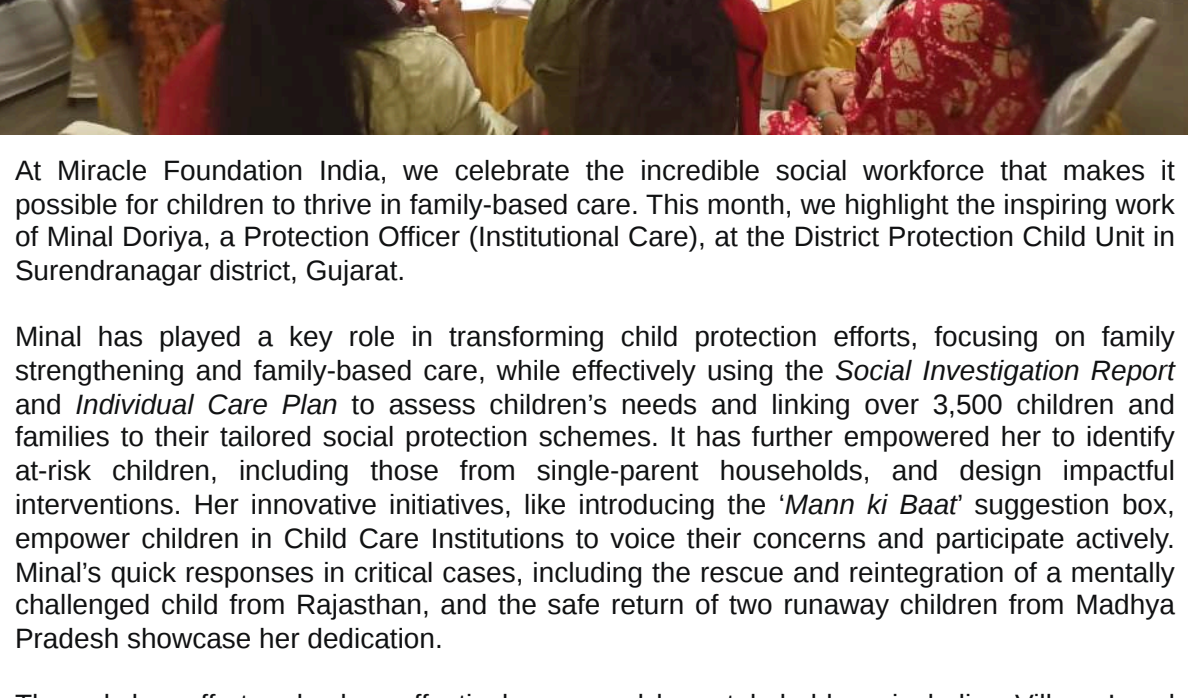 At Miracle Foundation India, we celebrate the incredible social workforce that makes it
possible for children to thrive in family-based care. This month, we highlight the inspiring work
of Minal Doriya, a Protection Officer (Institutional Care), at the District Protection Child Unit in
Surendranagar district, Gujarat.
Minal has played a key role in transforming child protection efforts, focusing on family
strengthening and family-based care, while effectively using the Social Investigation Report
and Individual Care Plan to assess children’s needs and linking over 3,500 children and
families to their tailored social protection schemes. It has further empowered her to identify
at-risk children, including those from single-parent households, and design impactful
interventions. Her innovative initiatives, like introducing the ‘Mann ki Baat’ suggestion box,
empower children in Child Care Institutions to voice their concerns and participate actively.
Minal’s quick responses in critical cases, including the rescue and reintegration of a mentally
challenged child from Rajasthan, and the safe return of two runaway children from Madhya
Pradesh showcase her dedication.